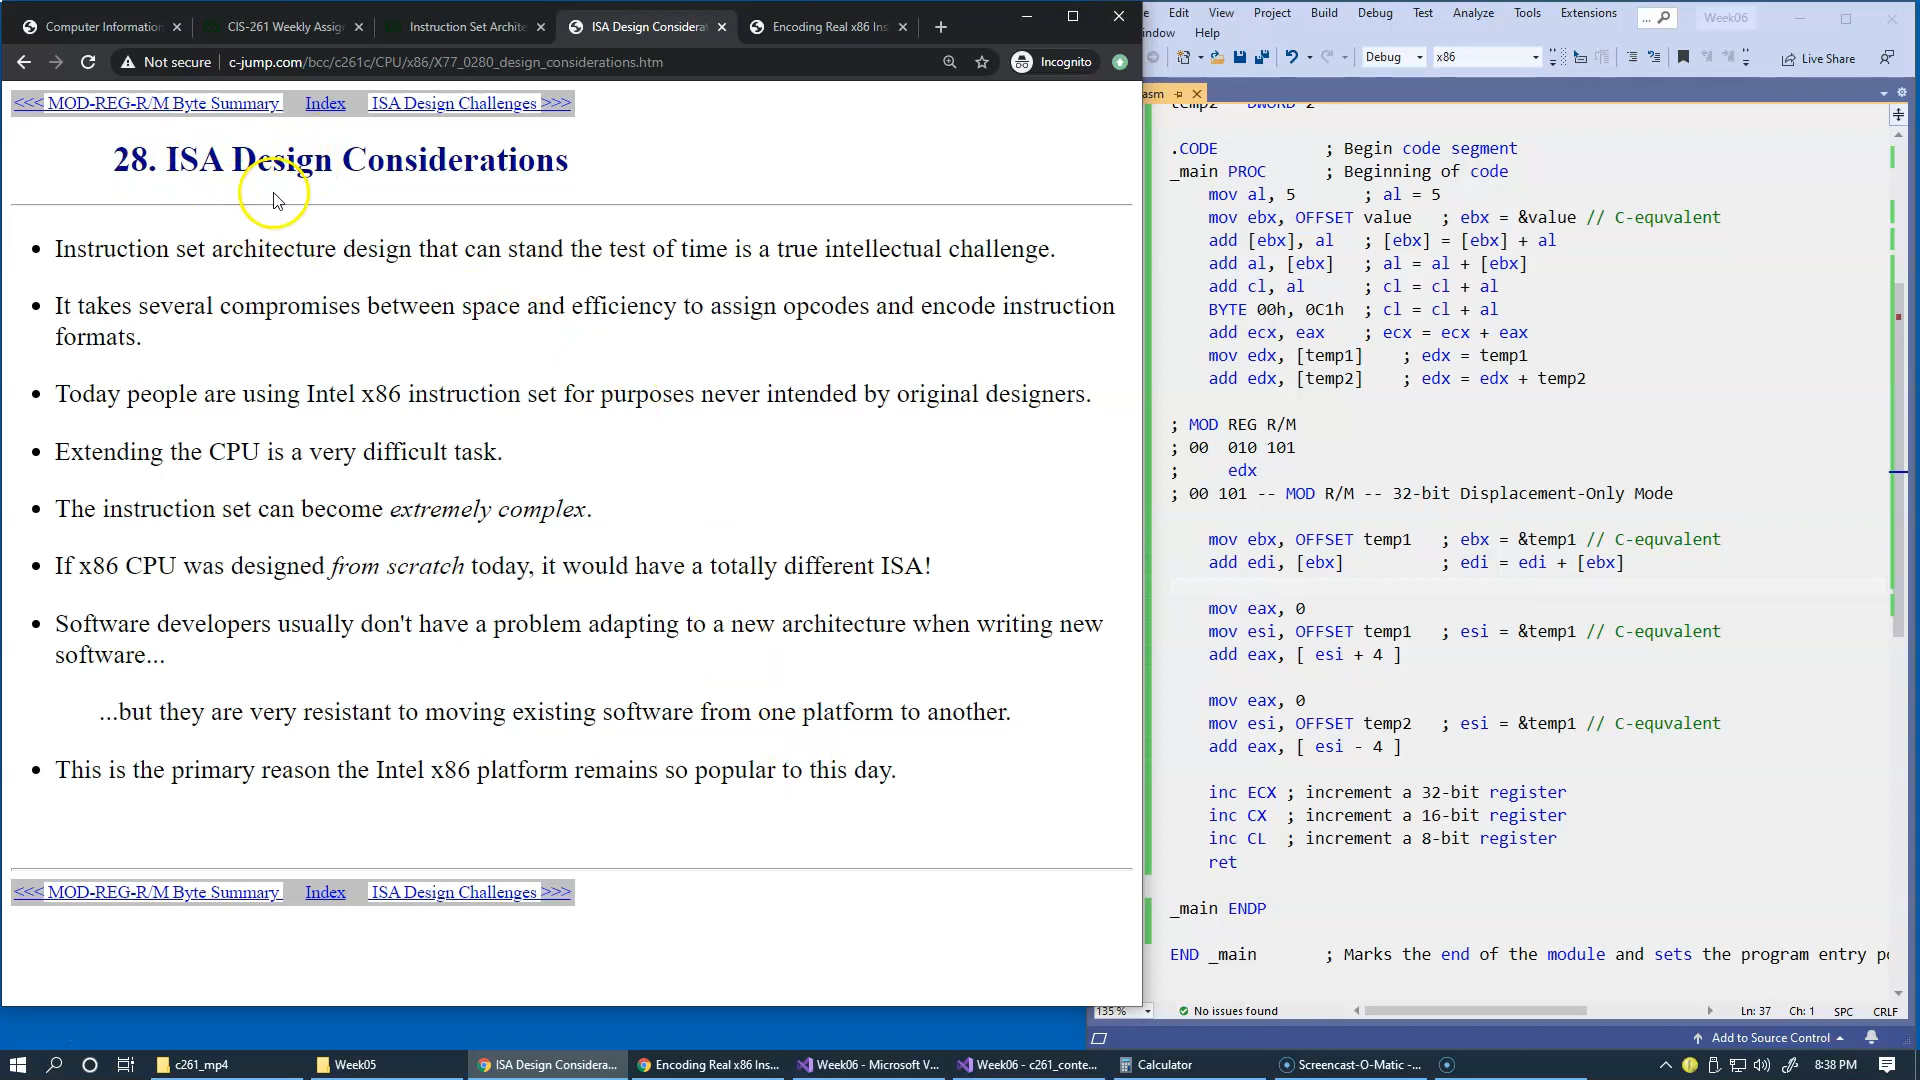 Computer Information
CIS-261 Weekly Assig
Instruction Set Archite
ISA Design Considerat
Encoding Real x86 Ins
Not secure
c-jump.com/bcc/c261c/CPU/x86/X77_0280_design_considerations.htm
Incognito
<<< MOD-REG-R/M Byte Summary Index ISA Design Challenges >>>
28. ISA Design Considerations
• Instruction set architecture design that can stand the test of time is a true intellectual challenge.
• It takes several compromises between space and efficiency to assign opcodes and encode instruction
formats.
• Today people are using Intel x86 instruction set for purposes never intended by original designers.
• Extending the CPU is a very difficult task.
• The instruction set can become extremely complex.
• If x86 CPU was designed from scratch today, it would have a totally different ISA!
• Software developers usually don't have a problem adapting to a new architecture when writing new
software...
...but they are very resistant to moving existing software from one platform to another.
• This is the primary reason the Intel x86 platform remains so popular to this day.
<<< MOD-REG-R/M Byte Summary Index ISA Design Challenges >>>
Edit View Project Build Debug Test Analyze Tools Extensions ... Week06
indow Help
Debug x86 Live Share
asm
temp2 DWORD 2
.CODE ; Begin code segment
_main PROC ; Beginning of code
mov al, 5 ; al = 5
mov ebx, OFFSET value ; ebx = &value // C-equvalent
add [ebx], al ; [ebx] = [ebx] + al
add al, [ebx] ; al = al + [ebx]
add cl, al ; cl = cl + al
BYTE 00h, 0C1h ; cl = cl + al
add ecx, eax ; ecx = ecx + eax
mov edx, [temp1] ; edx = temp1
add edx, [temp2] ; edx = edx + temp2
; MOD REG R/M
; 00 010 101
; edx
; 00 101 -- MOD R/M -- 32-bit Displacement-Only Mode
mov ebx, OFFSET temp1 ; ebx = &temp1 // C-equvalent
add edi, [ebx] ; edi = edi + [ebx]
mov eax, 0
mov esi, OFFSET temp1 ; esi = &temp1 // C-equvalent
add eax, [ esi + 4 ]
mov eax, 0
mov esi, OFFSET temp2 ; esi = &temp1 // C-equvalent
add eax, [ esi - 4 ]
inc ECX ; increment a 32-bit register
inc CX ; increment a 16-bit register
inc CL ; increment a 8-bit register
ret
_main ENDP
END _main ; Marks the end of the module and sets the program entry po
135 % No issues found Ln: 37 Ch: 1 SPC CRLF
Add to Source Control
c261_mp4
Week05
ISA Design Considera...
Encoding Real x86 Ins...
Week06 - Microsoft V...
Week06 - c261_conte...
Calculator
Screencast-O-Matic -...
8:38 PM